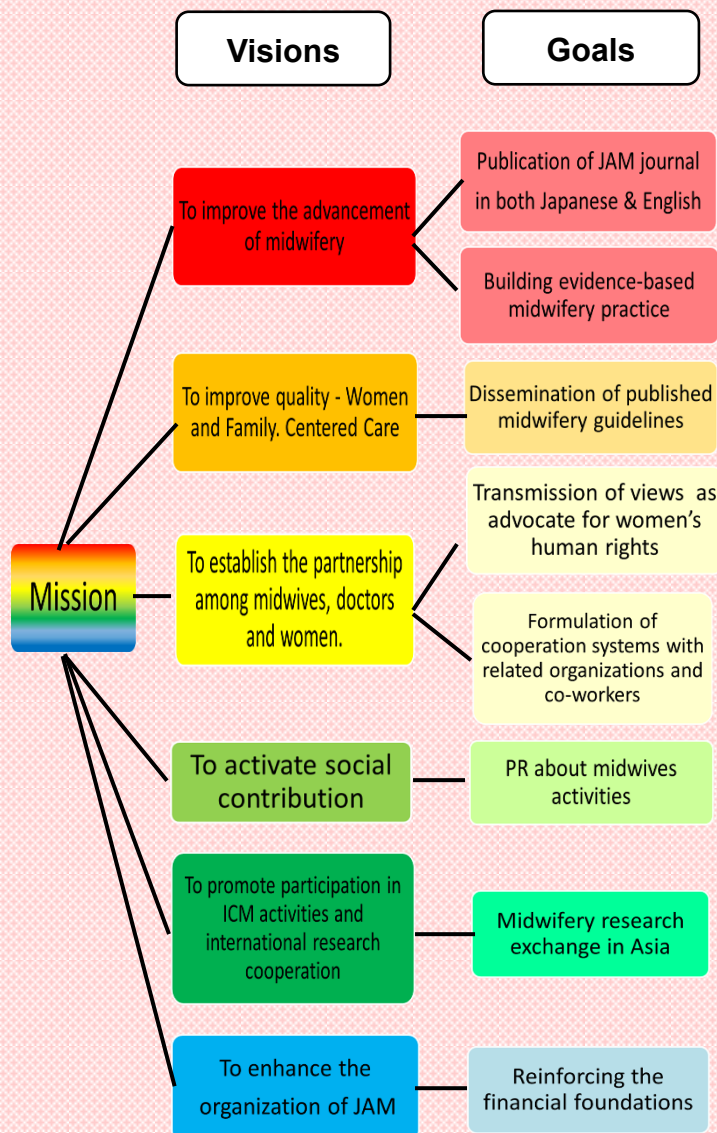 Visions
Goals
To improve the advancement
of midwifery
Publication of JAM journal
in both Japanese & English
Building evidence-based
midwifery practice
To improve quality - Women
and Family. Centered Care
Dissemination of published
midwifery guidelines
Mission
To establish the partnership
among midwives, doctors
and women.
Transmission of views as
advocate for women's
human rights
Formulation of
cooperation systems with
related organizations and
co-workers
To activate social
contribution
PR about midwives
activities
To promote participation in
ICM activities and
international research
cooperation
Midwifery research
exchange in Asia
To enhance the
organization of JAM
Reinforcing the
financial foundations